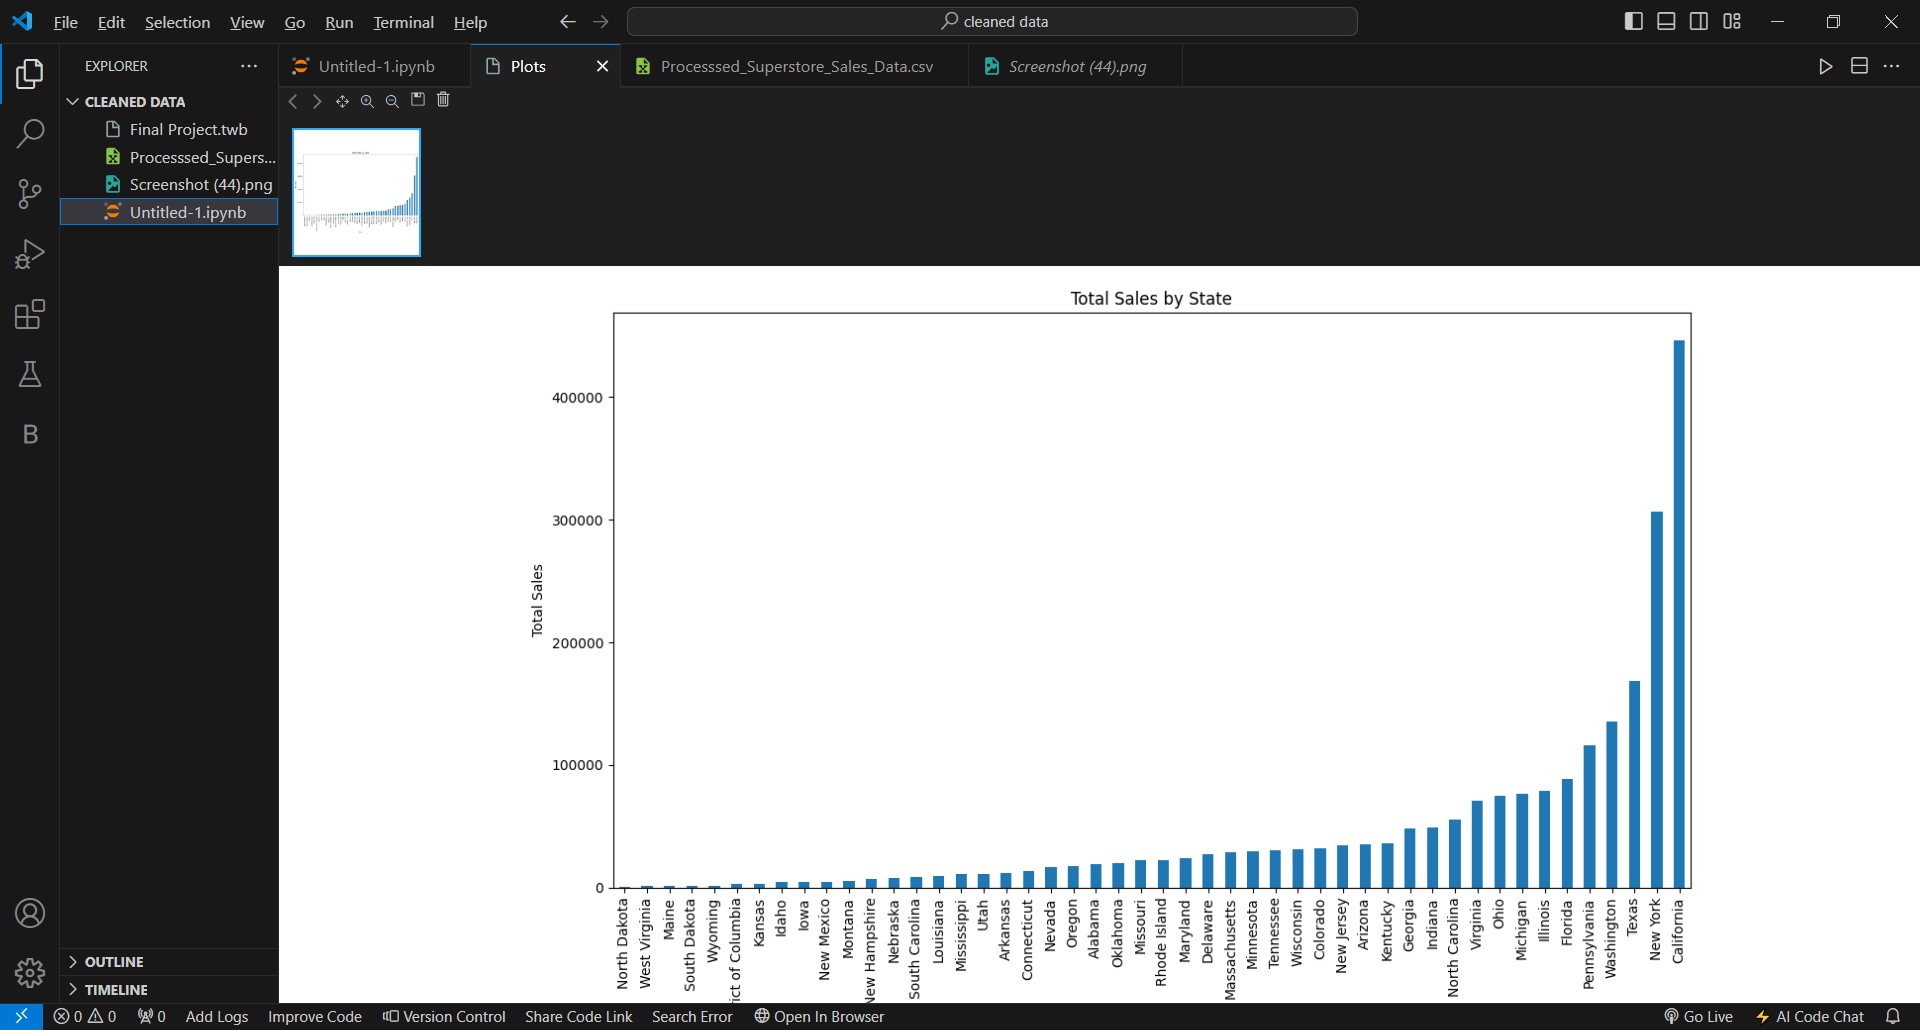 File Edit Selection View Go Run Terminal Help
cleaned data
EXPLORER
Untitled-1.ipynb
Plots
Processsed_Superstore_Sales_Data.csv
Screenshot (44).png
CLEANED DATA
Final Project.twb
Processsed_Supers...
Screenshot (44).png
Untitled-1.ipynb
B
Total Sales by State
Total Sales
400000
300000
200000
100000
0
North Dakota
West Virginia
Maine
South Dakota
Wyoming
rict of Columbia
Kansas
Idaho
Iowa
New Mexico
Montana
New Hampshire
Nebraska
South Carolina
Louisiana
Mississippi
Utah
Arkansas
Connecticut
Nevada
Oregon
Alabama
Oklahoma
Missouri
Rhode Island
Maryland
Delaware
Massachusetts
Minnesota
Tennessee
Wisconsin
Colorado
New Jersey
Arizona
Kentucky
Georgia
Indiana
North Carolina
Virginia
Ohio
Michigan
Illinois
Florida
Pennsylvania
Washington
Texas
New York
California
OUTLINE
TIMELINE
0 0 0 Add Logs Improve Code Version Control Share Code Link Search Error Open In Browser Go Live AI Code Chat